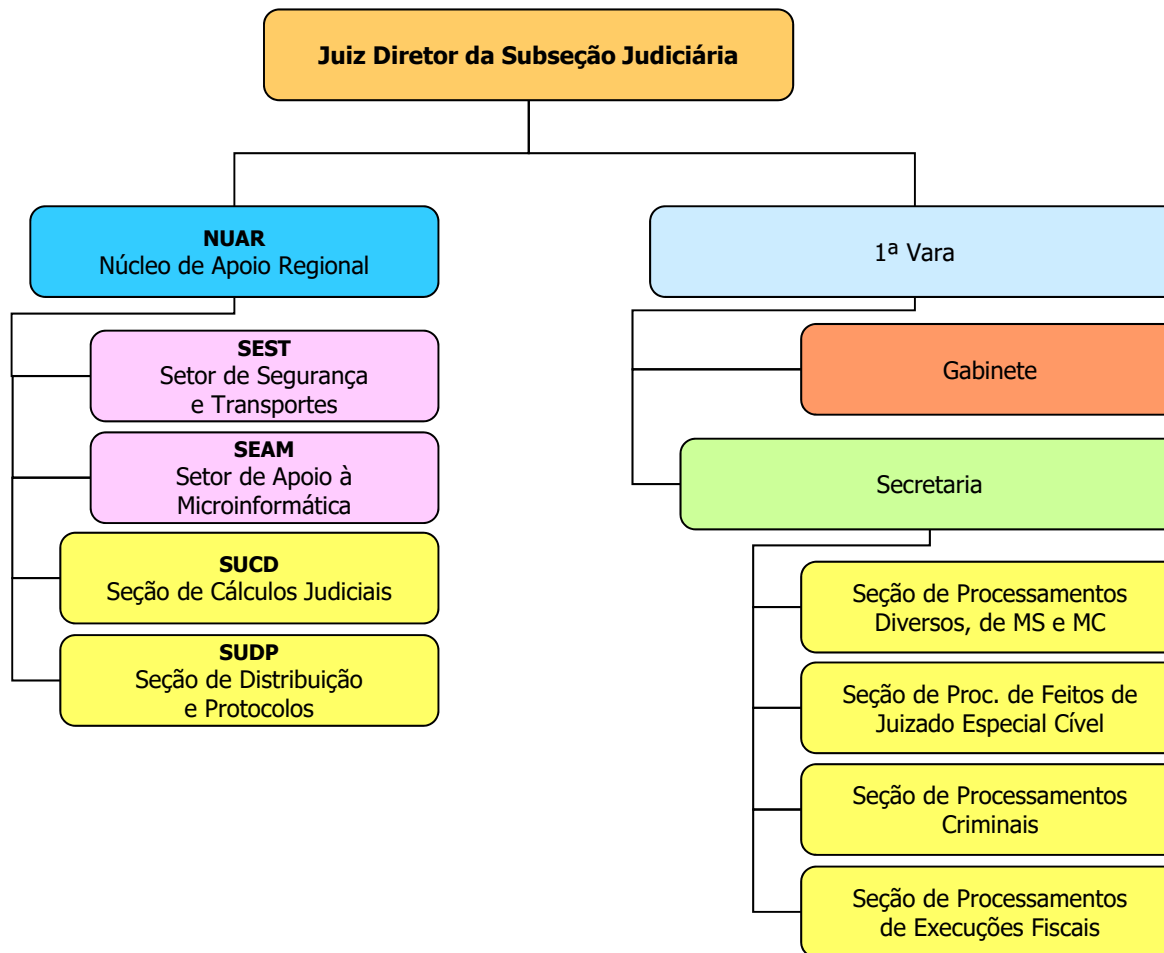 Juiz Diretor da Subseção Judiciária
NUAR
Núcleo de Apoio Regional
SEST
Setor de Segurança
e Transportes
SEAM
Setor de Apoio à
Microinformática
SUCD
Seção de Cálculos Judiciais
SUDP
Seção de Distribuição
e Protocolos
1ª Vara
Gabinete
Secretaria
Seção de Processamentos
Diversos, de MS e MC
Seção de Proc. de Feitos de
Juizado Especial Cível
Seção de Processamentos
Criminais
Seção de Processamentos
de Execuções Fiscais